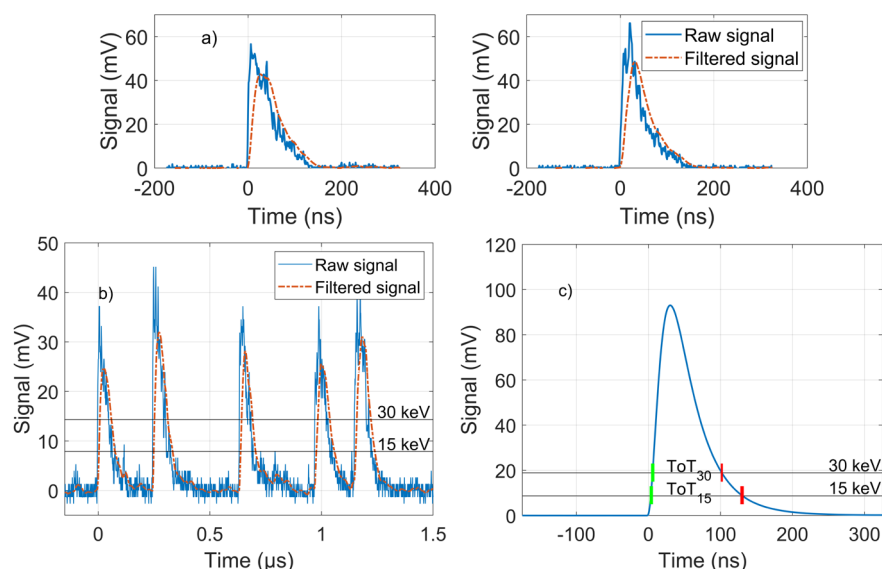 a)
Signal (mV)
60
40
20
0
-200
0
200
400
Time (ns)
Raw signal
Filtered signal
Signal (mV)
60
40
20
0
-200
0
200
400
Time (ns)
b)
Raw signal
Filtered signal
Signal (mV)
50
40
30
20
10
0
30 keV
15 keV
0
0.5
1
1.5
Time (µs)
c)
Signal (mV)
120
100
80
60
40
20
0
ToT30
30 keV
ToT15
15 keV
-100
0
100
200
300
Time (ns)